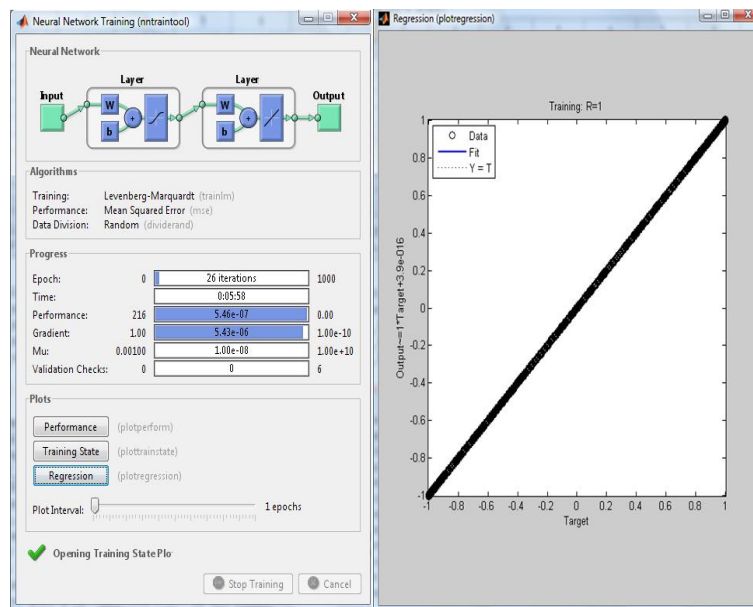 Neural Network Training (nntraintool)
Neural Network
Layer Layer
Input Output
W W
+ +
b b
Algorithms
Training: Levenberg-Marquardt (trainlm)
Performance: Mean Squared Error (mse)
Data Division: Random (dividerand)
Progress
Epoch: 0 26 iterations 1000
Time: 0:05:58
Performance: 216 5.46e-07 0.00
Gradient: 1.00 5.43e-06 1.00e-10
Mu: 0.00100 1.00e-08 1.00e+10
Validation Checks: 0 0 6
Plots
Performance (plotperform)
Training State (plottrainstate)
Regression (plotregression)
Plot Interval: 1 epochs
Opening Training State Plo
Stop Training Cancel
Regression (plotregression)
Training: R=1
Data
Fit
Y = T
1
0.8
0.6
0.4
0.2
0
-0.2
-0.4
-0.6
-0.8
-1
Output~=1*Target+3.9e-016
-1 -0.8 -0.6 -0.4 -0.2 0 0.2 0.4 0.6 0.8 1
Target